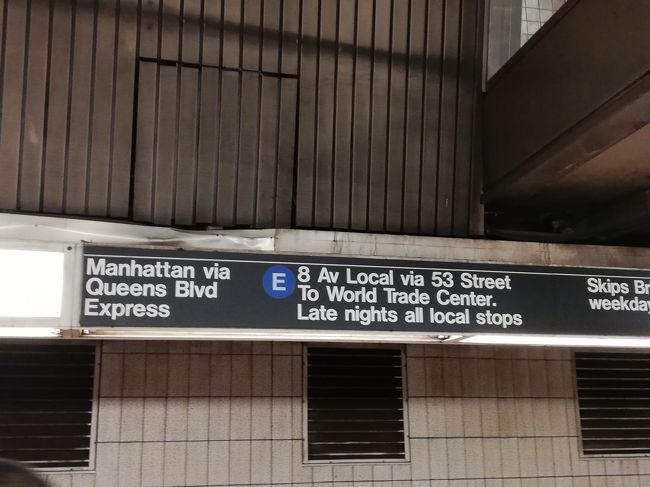 Manhattan via
Queens Blvd
Express
E
8 Av Local via 53 Street
To World Trade Center.
Late nights all local stops
Skips